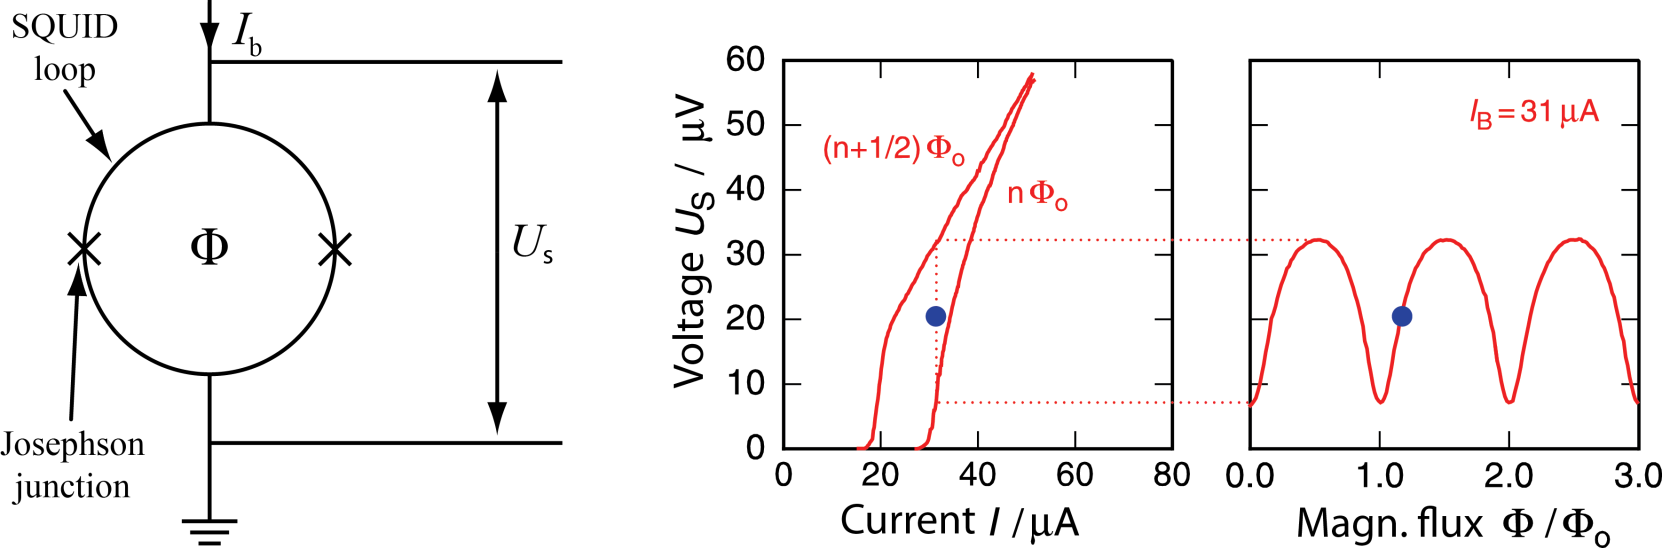 SQUID
loop
I_b
Φ
U_s
Josephson
junction
Voltage U_S / µV
60
50
40
30
20
10
0
(n+1/2) Φ_o
n Φ_o
0 20 40 60 80
Current I /µA
I_B = 31 µA
0.0 1.0 2.0 3.0
Magn. flux Φ /Φ_o